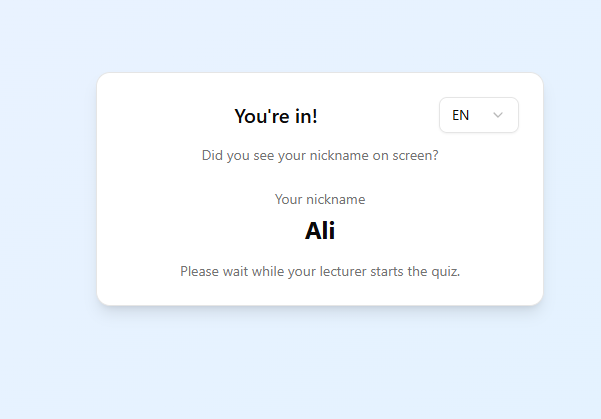 You're in!
EN
Did you see your nickname on screen?
Your nickname
Ali
Please wait while your lecturer starts the quiz.